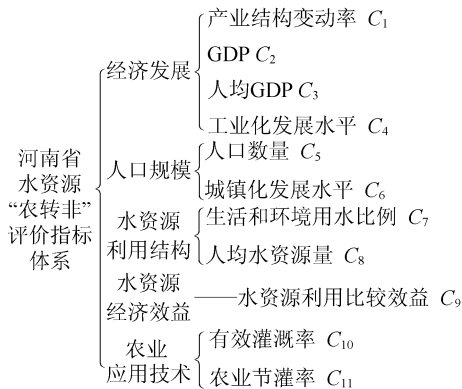 河南省
水资源
“农转非”
评价指标
体系
经济发展
产业结构变动率 C1
GDP C2
人均GDP C3
工业化发展水平 C4
人口规模
人口数量 C5
城镇化发展水平 C6
水资源
利用结构
生活和环境用水比例 C7
人均水资源量 C8
水资源
经济效益
——水资源利用比较效益 C9
农业
应用技术
有效灌溉率 C10
农业节灌率 C11